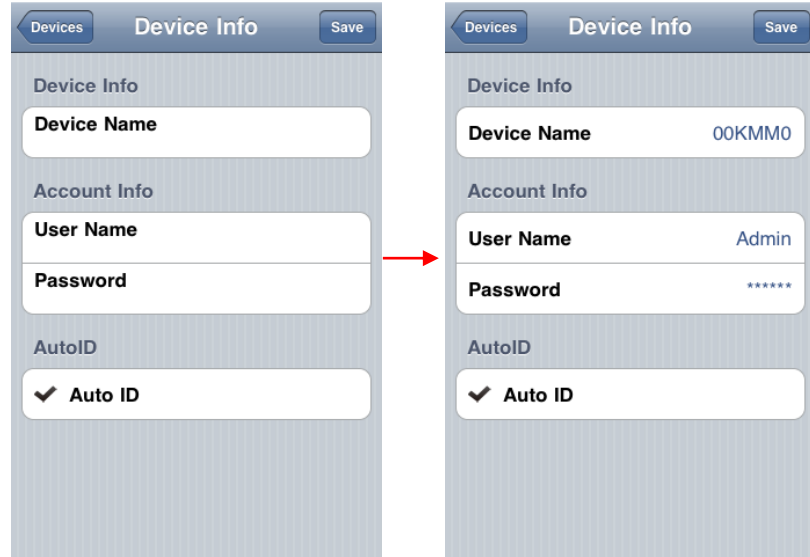 Devices Device Info Save
Device Info
Device Name
Account Info
User Name
Password
AutoID
Auto ID
Devices Device Info Save
Device Info
Device Name 00KMM0
Account Info
User Name Admin
Password ******
AutoID
Auto ID